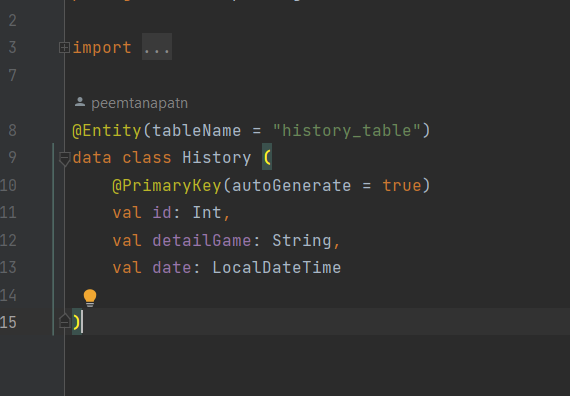 2
3 import ...
7
peemtanapatn
8 @Entity(tableName = "history_table")
9 data class History (
10 @PrimaryKey(autoGenerate = true)
11 val id: Int,
12 val detailGame: String,
13 val date: LocalDateTime
14
15 )